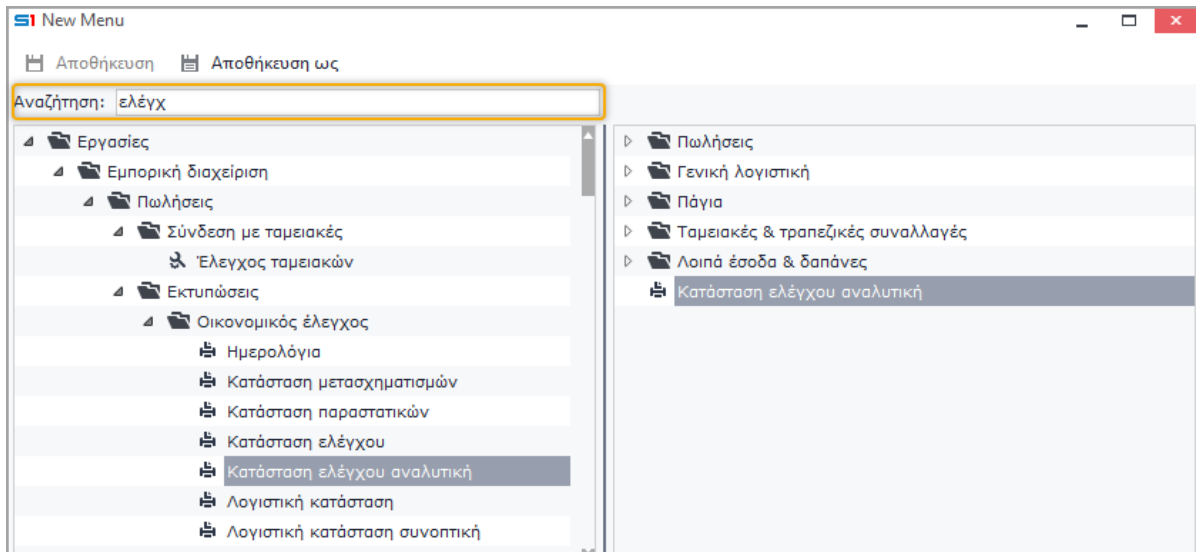 S1 New Menu
Αποθήκευση Αποθήκευση ως
Αναζήτηση: ελέγχ
Εργασίες
Εμπορική διαχείριση
Πωλήσεις
Σύνδεση με ταμειακές
Έλεγχος ταμειακών
Εκτυπώσεις
Οικονομικός έλεγχος
Ημερολόγια
Κατάσταση μετασχηματισμών
Κατάσταση παραστατικών
Κατάσταση ελέγχου
Κατάσταση ελέγχου αναλυτική
Λογιστική κατάσταση
Λογιστική κατάσταση συνοπτική
Πωλήσεις
Γενική λογιστική
Πάγια
Ταμειακές & τραπεζικές συναλλαγές
Λοιπά έσοδα & δαπάνες
Κατάσταση ελέγχου αναλυτική